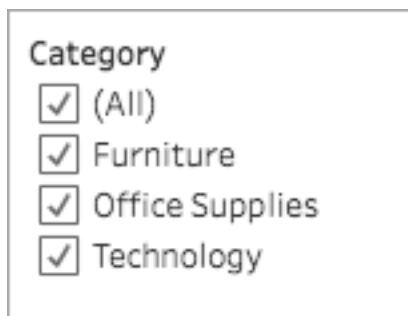 Category
(All)
Furniture
Office Supplies
Technology